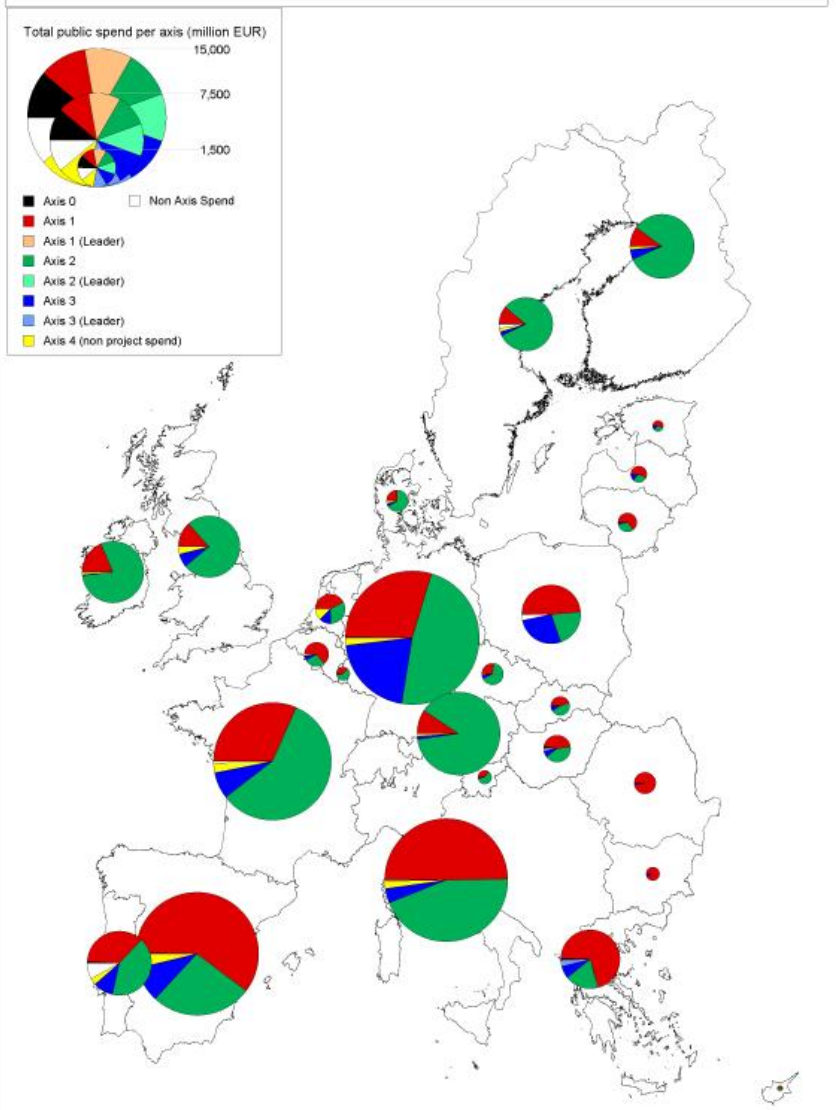 Total public spend per axis (million EUR)
15,000
7,500
1,500
Axis 0
Non Axis Spend
Axis 1
Axis 1 (Leader)
Axis 2
Axis 2 (Leader)
Axis 3
Axis 3 (Leader)
Axis 4 (non project spend)